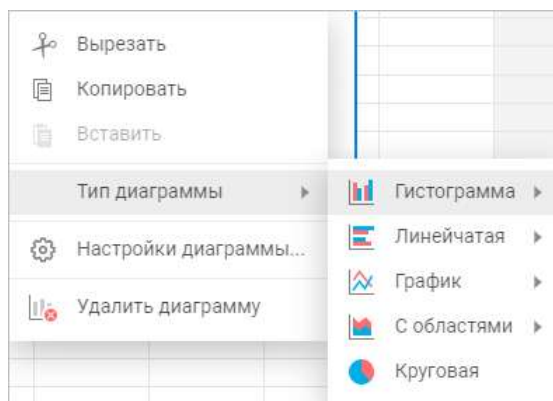 Вырезать
Копировать
Вставить
Тип диаграммы
Настройки диаграммы...
Удалить диаграмму
Гистограмма
Линейчатая
График
С областями
Круговая